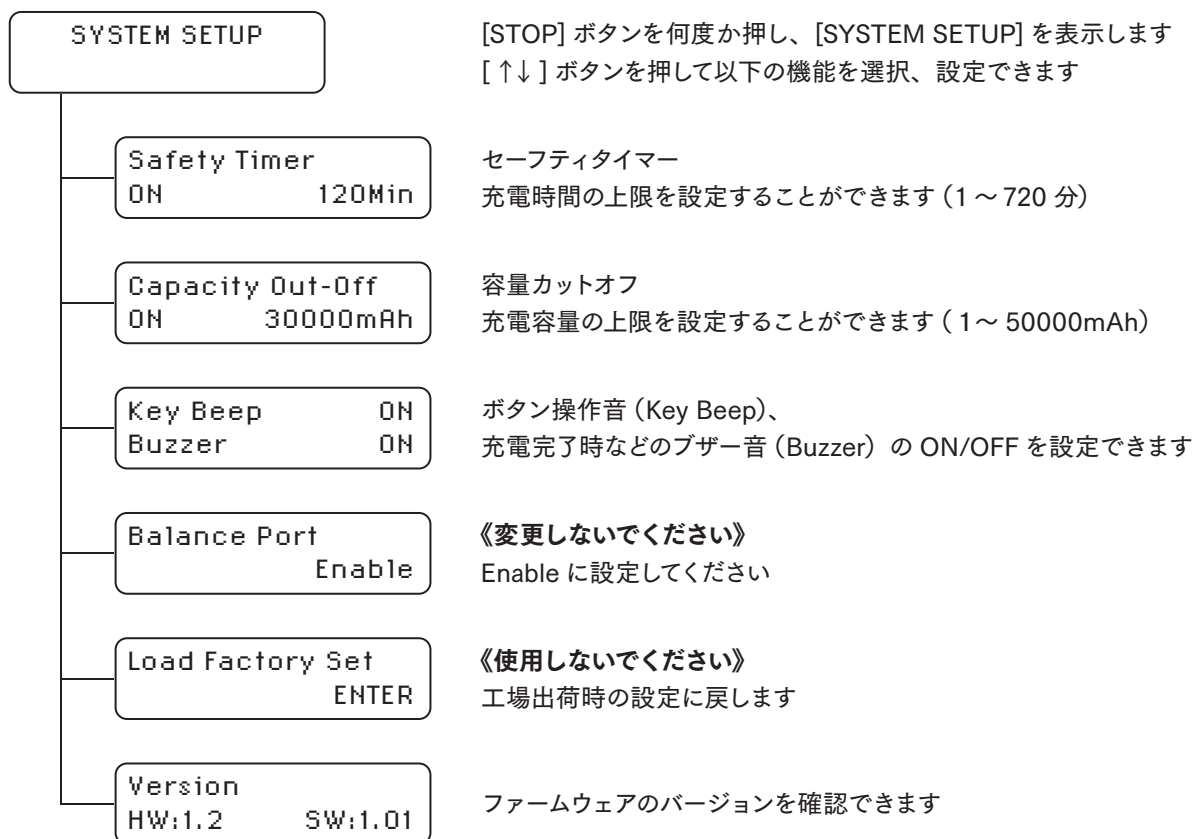 SYSTEM SETUP
[STOP] ボタンを何度か押し、[SYSTEM SETUP] を表示します
[ ↑↓ ] ボタンを押して以下の機能を選択、設定できます
Safety Timer
ON 120Min
セーフティタイマー
充電時間の上限を設定することができます（1 ～ 720 分）
Capacity Out-Off
ON 30000mAh
容量カットオフ
充電容量の上限を設定することができます（ 1～ 50000mAh）
Key Beep ON
Buzzer ON
ボタン操作音（Key Beep）、
充電完了時などのブザー音（Buzzer）の ON/OFF を設定できます
Balance Port
Enable
《変更しないでください》
Enable に設定してください
Load Factory Set
ENTER
《使用しないでください》
工場出荷時の設定に戻します
Version
HW:1.2 SW:1.01
ファームウェアのバージョンを確認できます